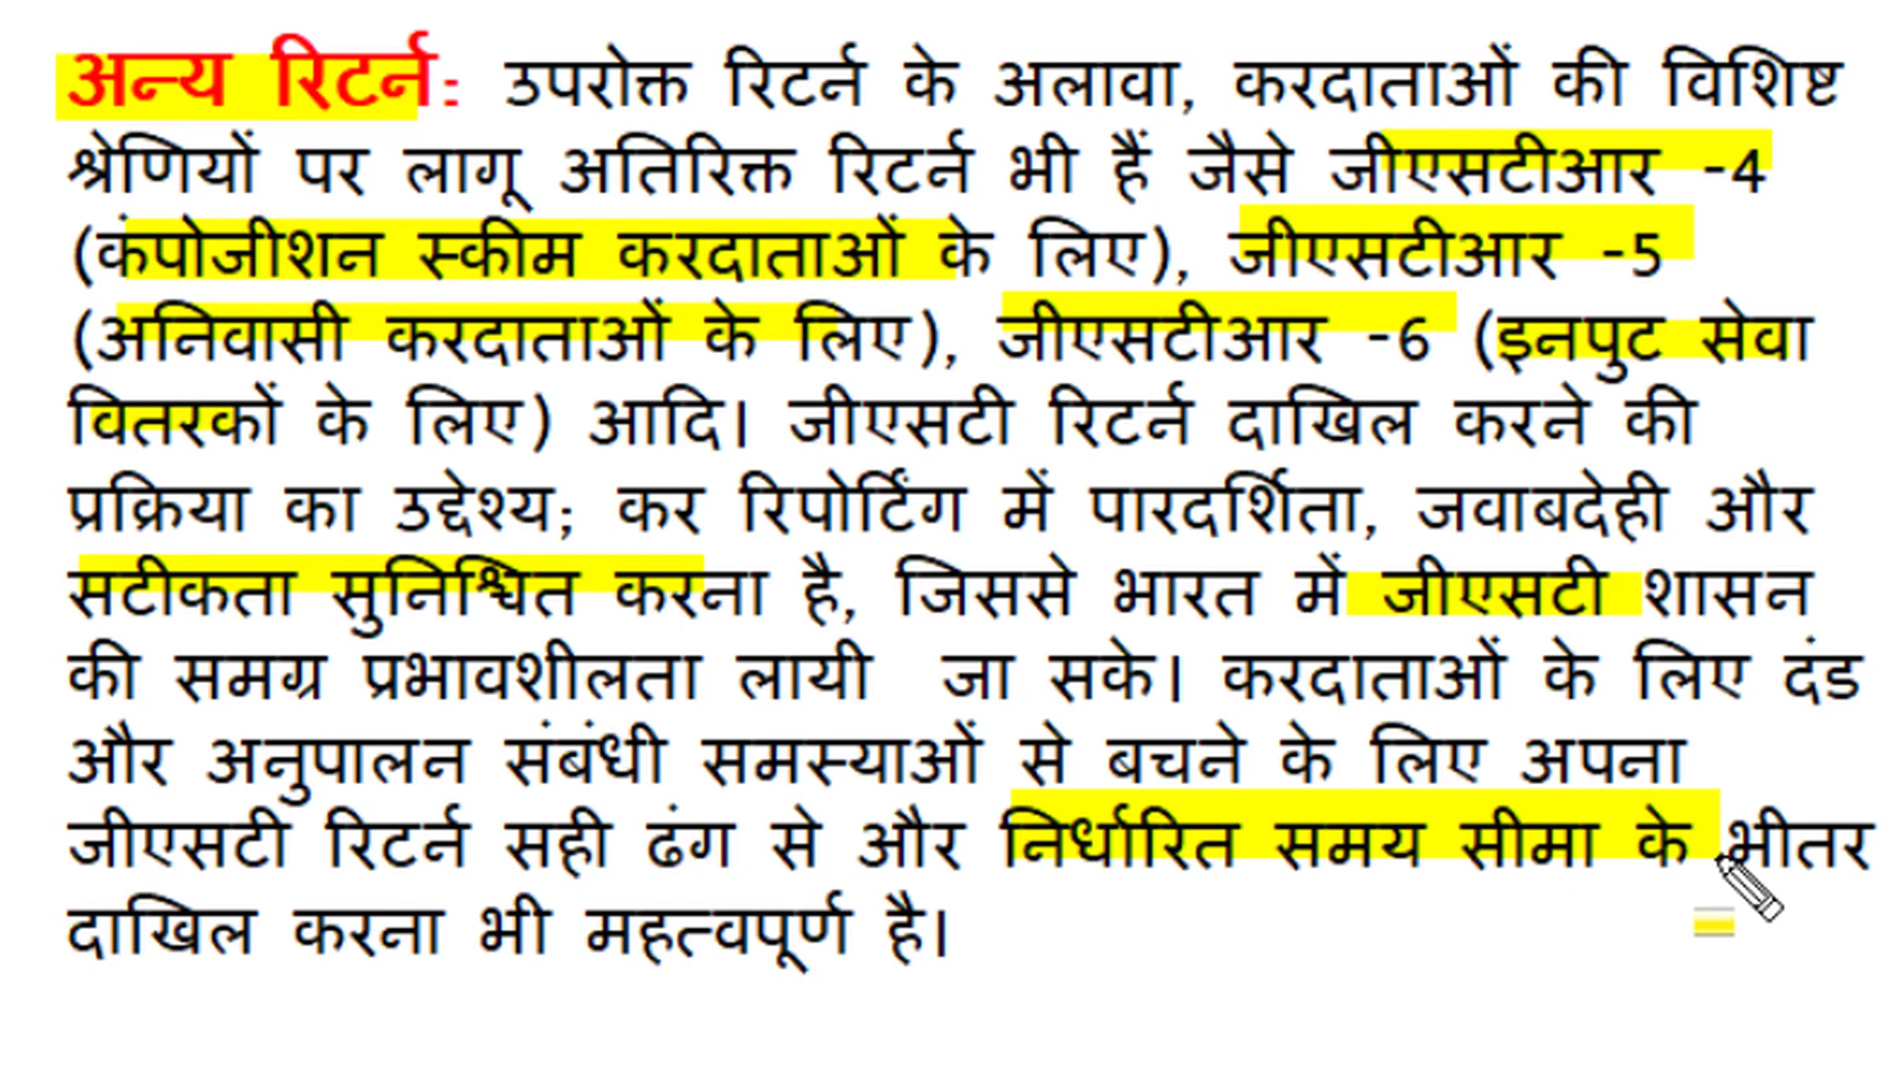 अन्य रिटर्न: उपरोक्त रिटर्न के अलावा, करदाताओं की विशिष्ट
श्रेणियों पर लागू अतिरिक्त रिटर्न भी हैं जैसे जीएसटीआर -4
(कंपोजीशन स्कीम करदाताओं के लिए), जीएसटीआर -5
(अनिवासी करदाताओं के लिए), जीएसटीआर -6 (इनपुट सेवा
वितरकों के लिए) आदि। जीएसटी रिटर्न दाखिल करने की
प्रक्रिया का उद्देश्य; कर रिपोर्टिंग में पारदर्शिता, जवाबदेही और
सटीकता सुनिश्चित करना है, जिससे भारत में जीएसटी शासन
की समग्र प्रभावशीलता लायी जा सके। करदाताओं के लिए दंड
और अनुपालन संबंधी समस्याओं से बचने के लिए अपना
जीएसटी रिटर्न सही ढंग से और निर्धारित समय सीमा के भीतर
दाखिल करना भी महत्वपूर्ण है।